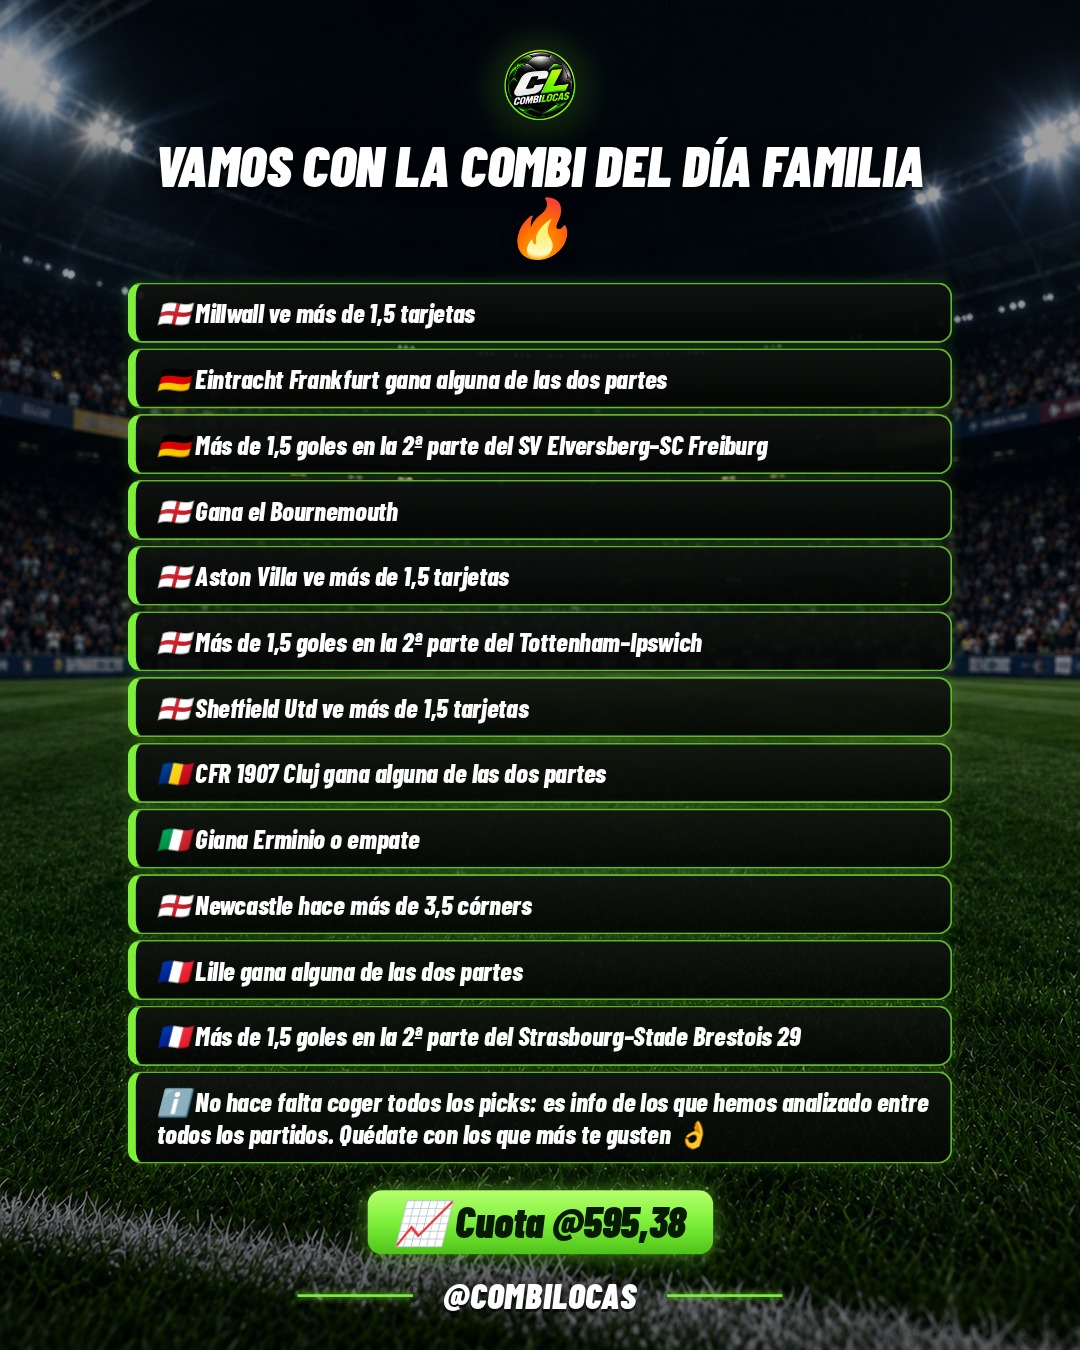 CL
COMBILOCAS
VAMOS CON LA COMBI DEL DÍA FAMILIA
🔥
🏴󠁧󠁢󠁥󠁮󠁧󠁿 Millwall ve más de 1,5 tarjetas
🇩🇪 Eintracht Frankfurt gana alguna de las dos partes
🇩🇪 Más de 1,5 goles en la 2ª parte del SV Elversberg-SC Freiburg
🏴󠁧󠁢󠁥󠁮󠁧󠁿 Gana el Bournemouth
🏴󠁧󠁢󠁥󠁮󠁧󠁿 Aston Villa ve más de 1,5 tarjetas
🏴󠁧󠁢󠁥󠁮󠁧󠁿 Más de 1,5 goles en la 2ª parte del Tottenham-Ipswich
🏴󠁧󠁢󠁥󠁮󠁧󠁿 Sheffield Utd ve más de 1,5 tarjetas
🇷🇴 CFR 1907 Cluj gana alguna de las dos partes
🇮🇹 Giana Erminio o empate
🏴󠁧󠁢󠁥󠁮󠁧󠁿 Newcastle hace más de 3,5 córners
🇫🇷 Lille gana alguna de las dos partes
🇫🇷 Más de 1,5 goles en la 2ª parte del Strasbourg-Stade Brestois 29
ℹ️ No hace falta coger todos los picks: es info de los que hemos analizado entre
todos los partidos. Quédate con los que más te gusten 👌
📈 Cuota @595,38
@COMBILOCAS